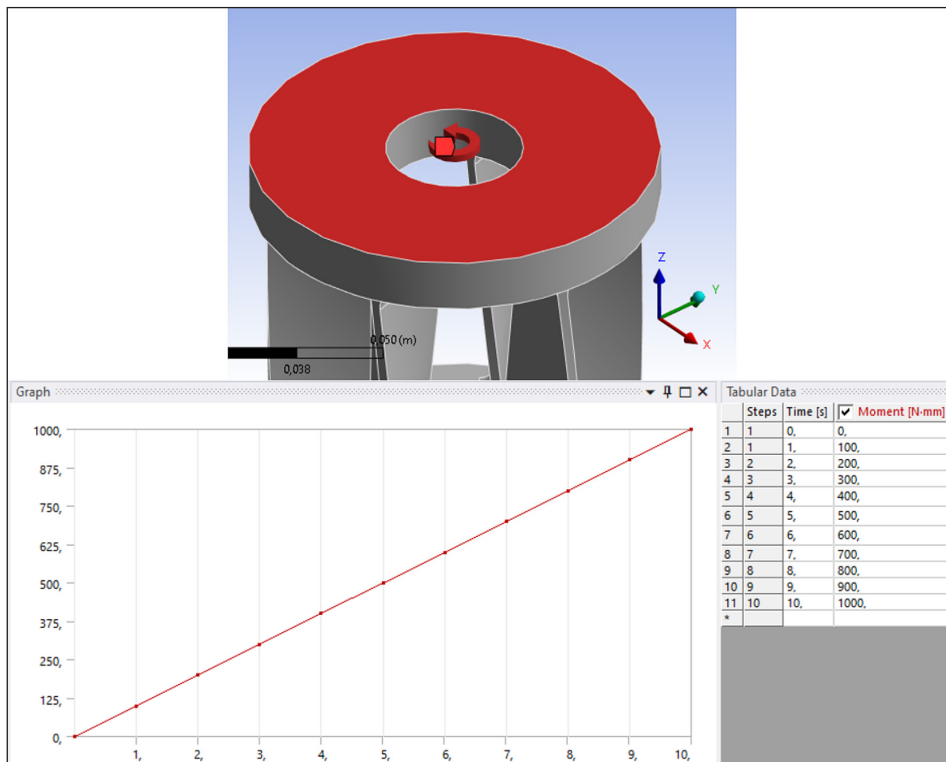 Z
Y
X
0,050 (m)
0,038
Graph
Tabular Data
1000,
875,
750,
625,
500,
375,
250,
125,
0,
1, 2, 3, 4, 5, 6, 7, 8, 9, 10,
Steps Time [s] Moment [N·mm]
1 1 0, 0,
2 1 1, 100,
3 2 2, 200,
4 3 3, 300,
5 4 4, 400,
6 5 5, 500,
7 6 6, 600,
8 7 7, 700,
9 8 8, 800,
10 9 9, 900,
11 10 10, 1000,
*